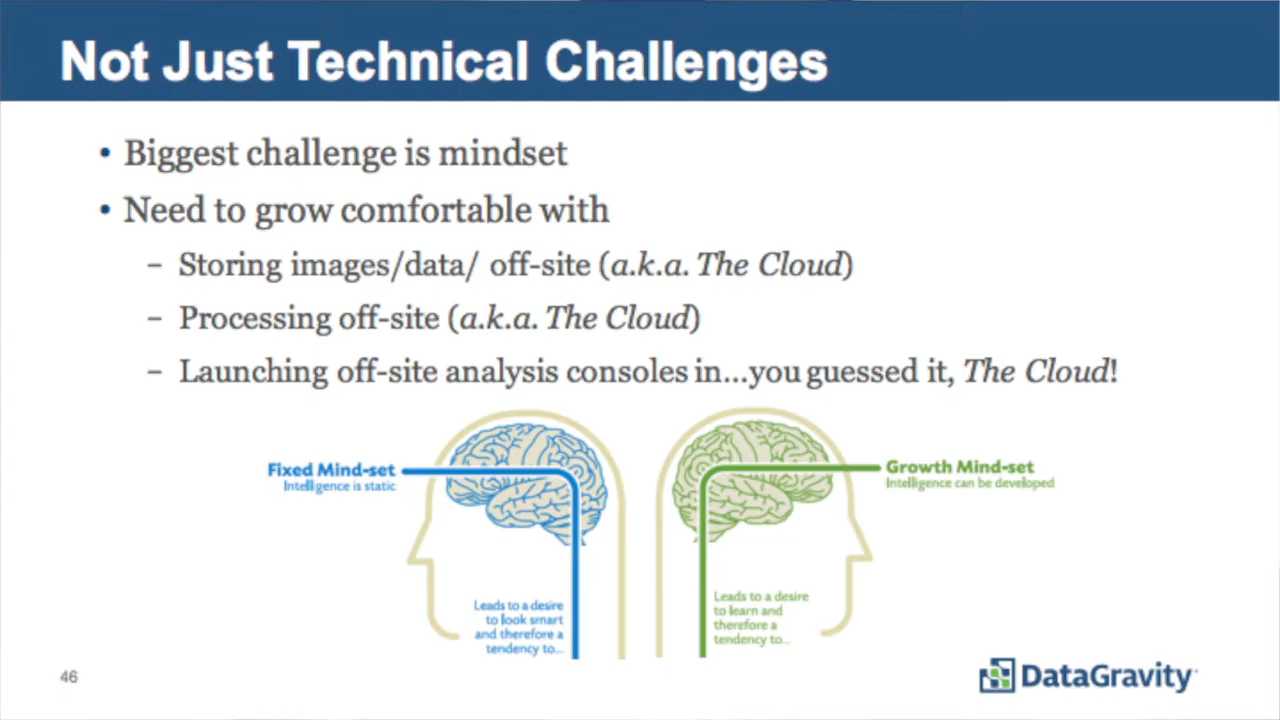 Not Just Technical Challenges
• Biggest challenge is mindset
• Need to grow comfortable with
– Storing images/data/ off-site (a.k.a. The Cloud)
– Processing off-site (a.k.a. The Cloud)
– Launching off-site analysis consoles in...you guessed it, The Cloud!
Fixed Mind-set
Intelligence is static
Leads to a desire
to look smart
and therefore a
tendency to...
Growth Mind-set
Intelligence can be developed
Leads to a desire
to learn and
therefore a
tendency to...
46
DataGravity